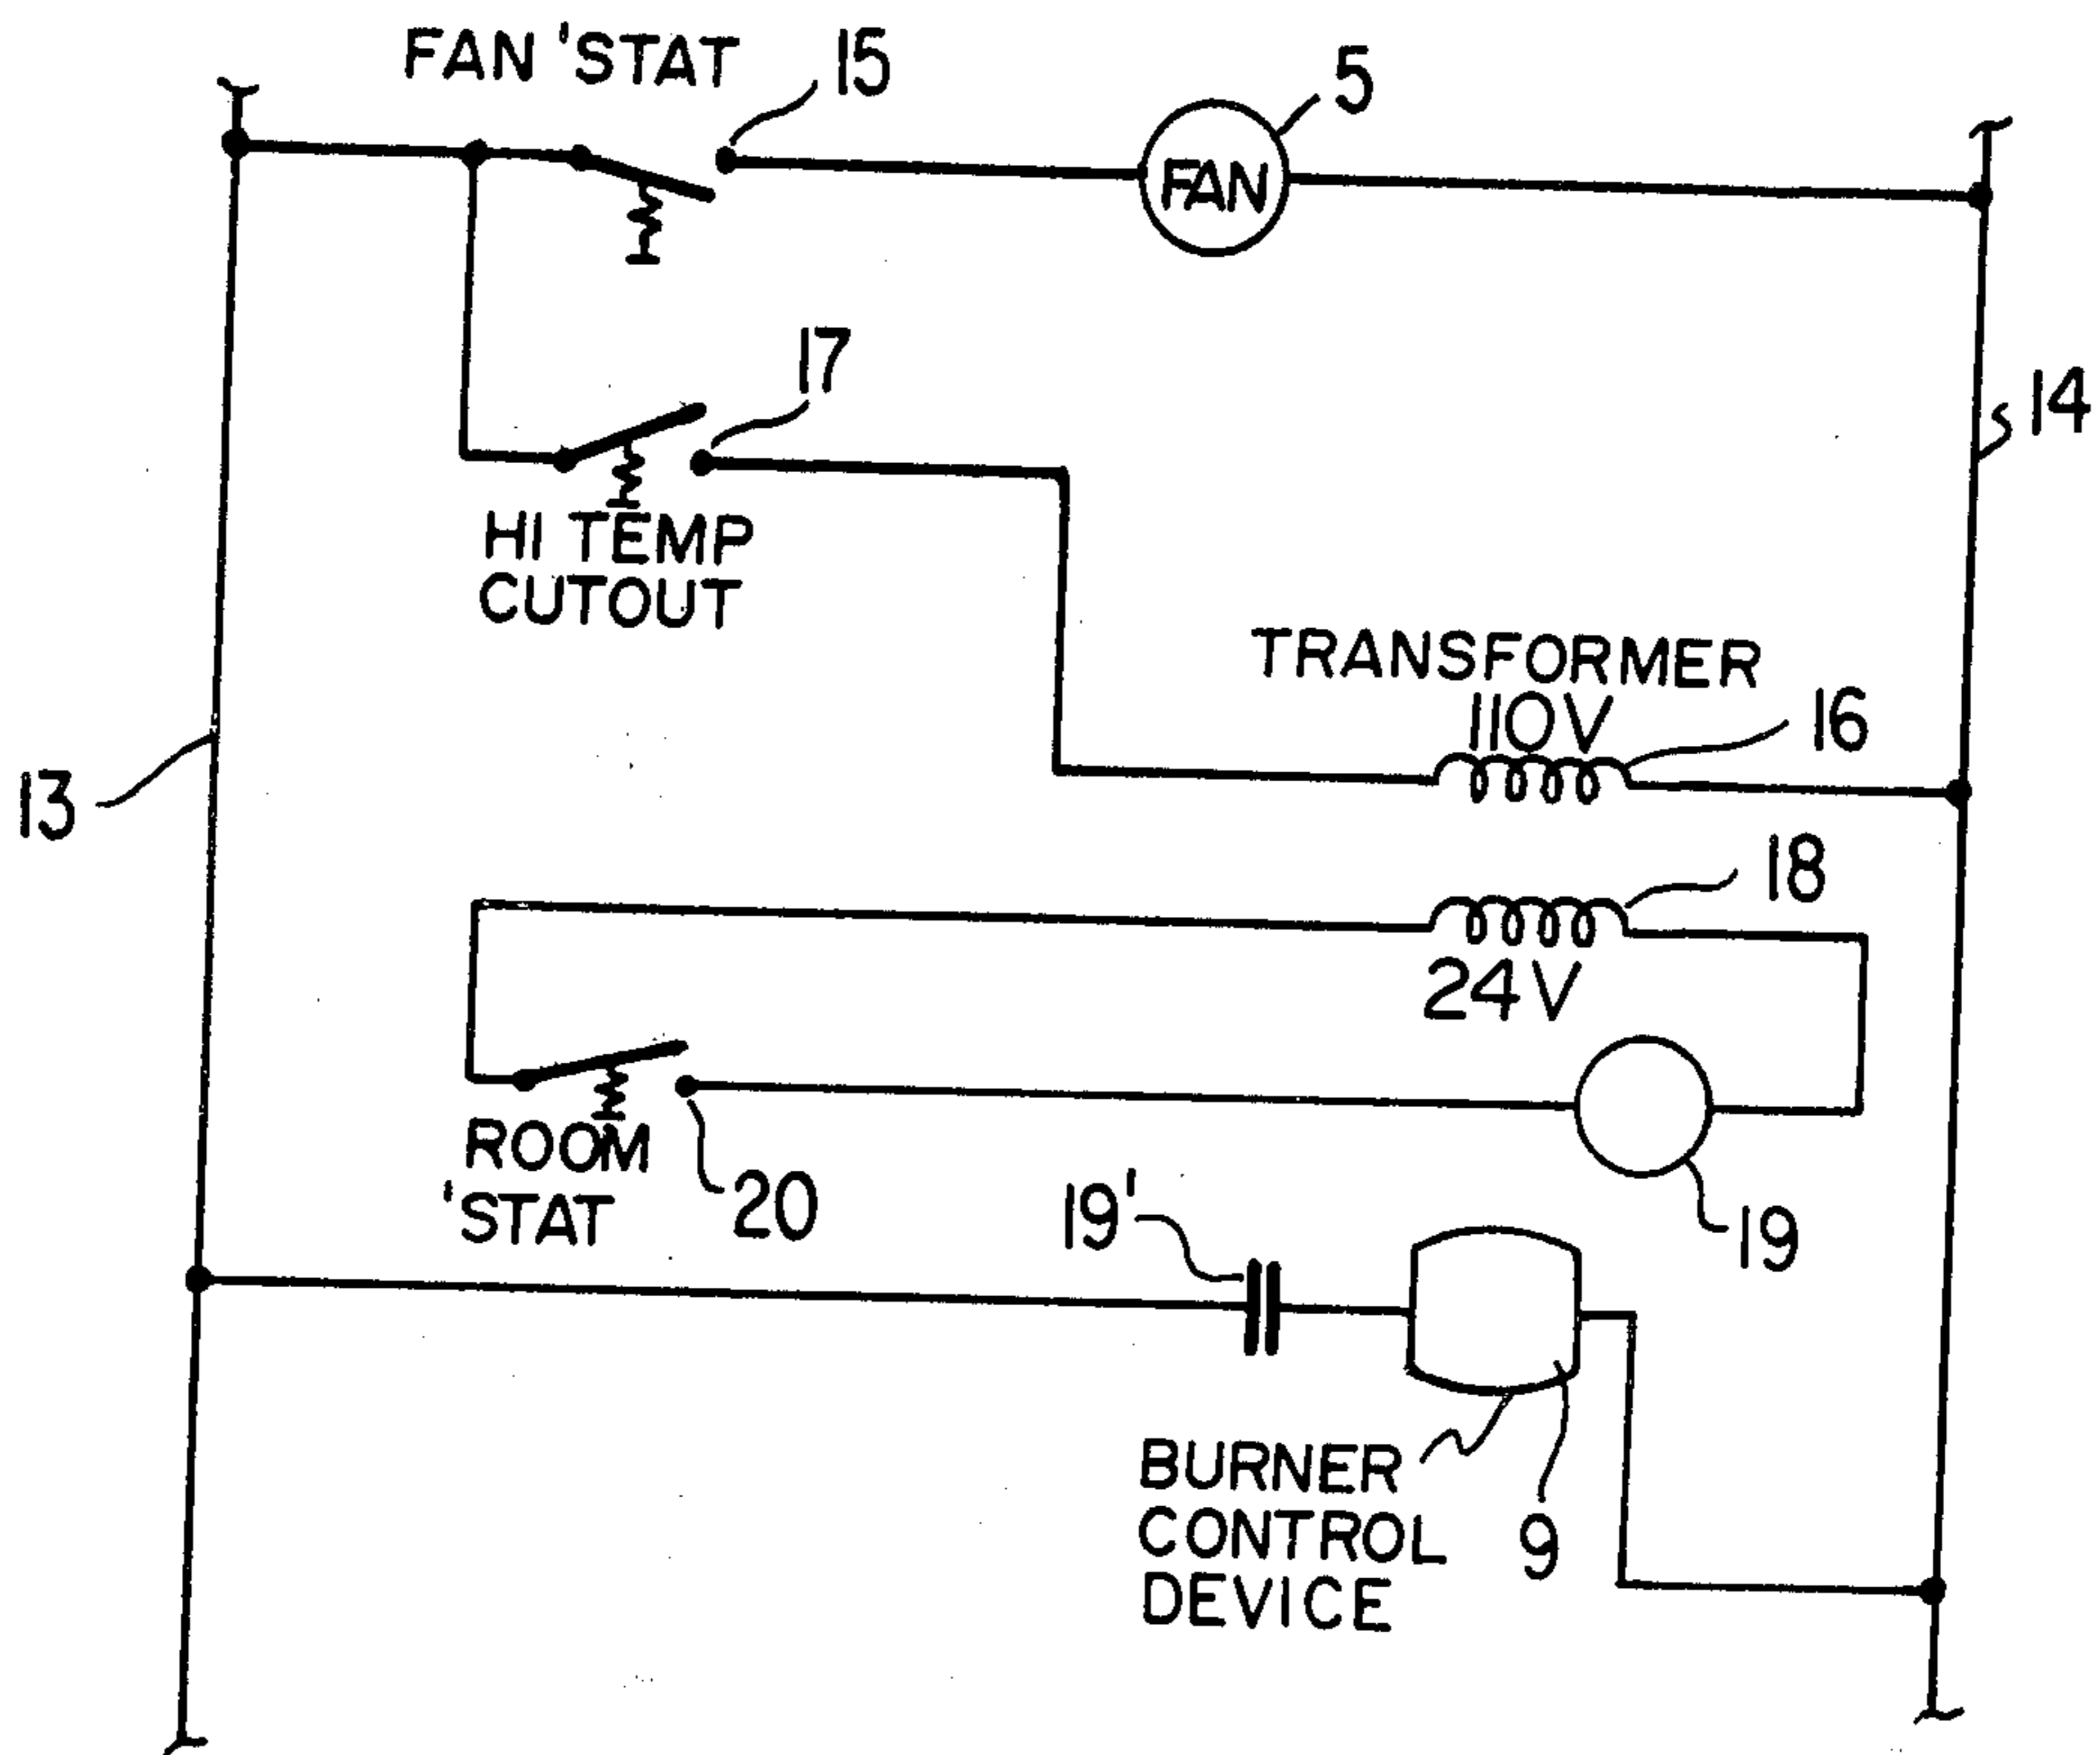 FAN 'STAT
15
5
FAN
17
14
HI TEMP
CUTOUT
TRANSFORMER
110V
16
13
18
24V
ROOM
'STAT
20
19'
19
BURNER
CONTROL
DEVICE
9